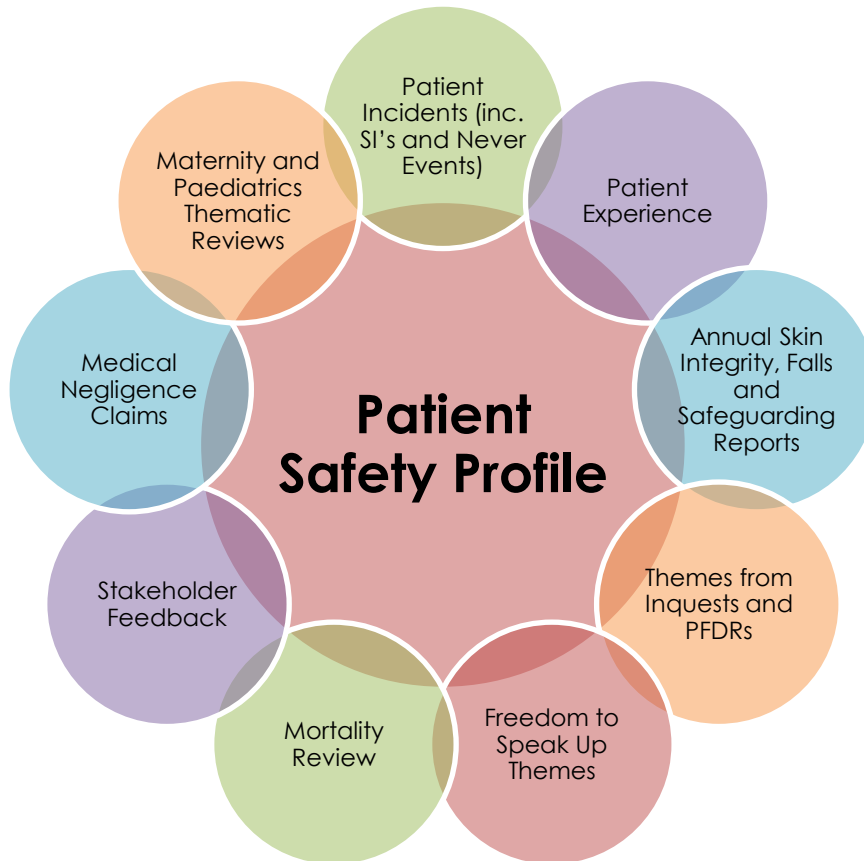 Patient
Incidents (inc.
SI's and Never
Events)
Patient
Experience
Annual Skin
Integrity, Falls
and
Safeguarding
Reports
Themes from
Inquests and
PFDRs
Freedom to
Speak Up
Themes
Mortality
Review
Stakeholder
Feedback
Medical
Negligence
Claims
Maternity and
Paediatrics
Thematic
Reviews
Patient
Safety Profile